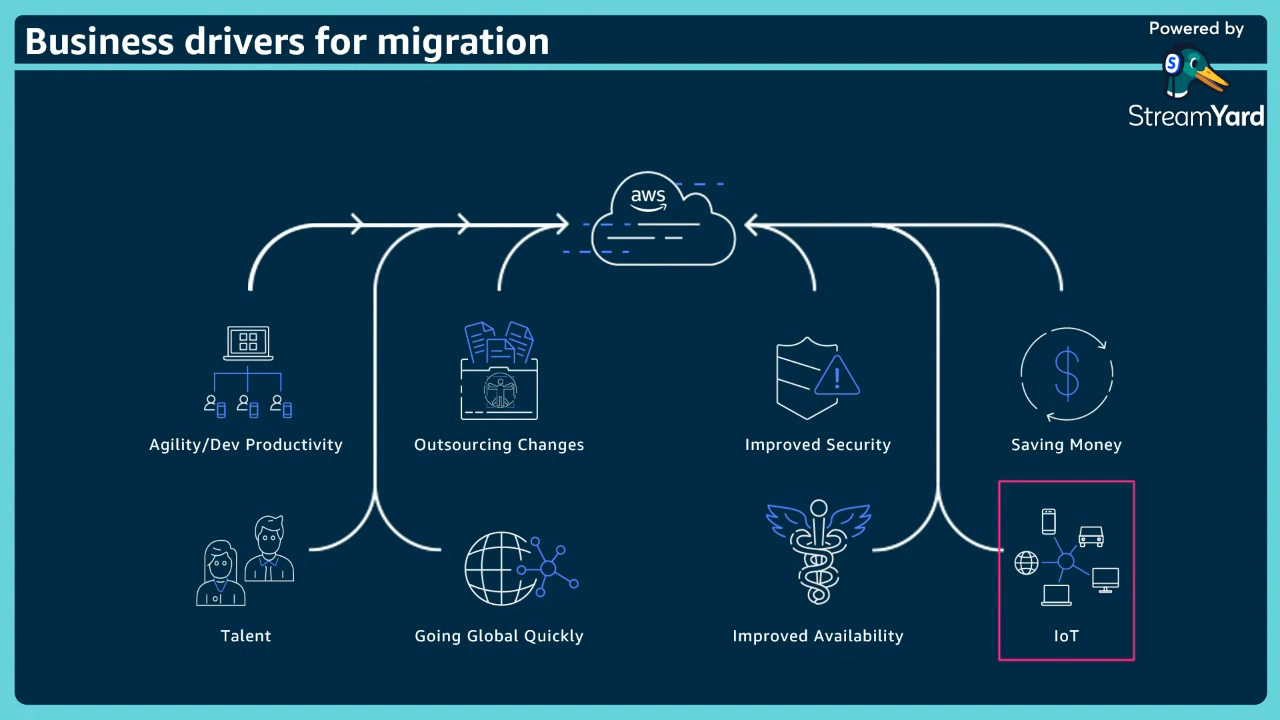 Business drivers for migration
Powered by
S
StreamYard
aws
Agility/Dev Productivity
Outsourcing Changes
Improved Security
Saving Money
Talent
Going Global Quickly
Improved Availability
IoT